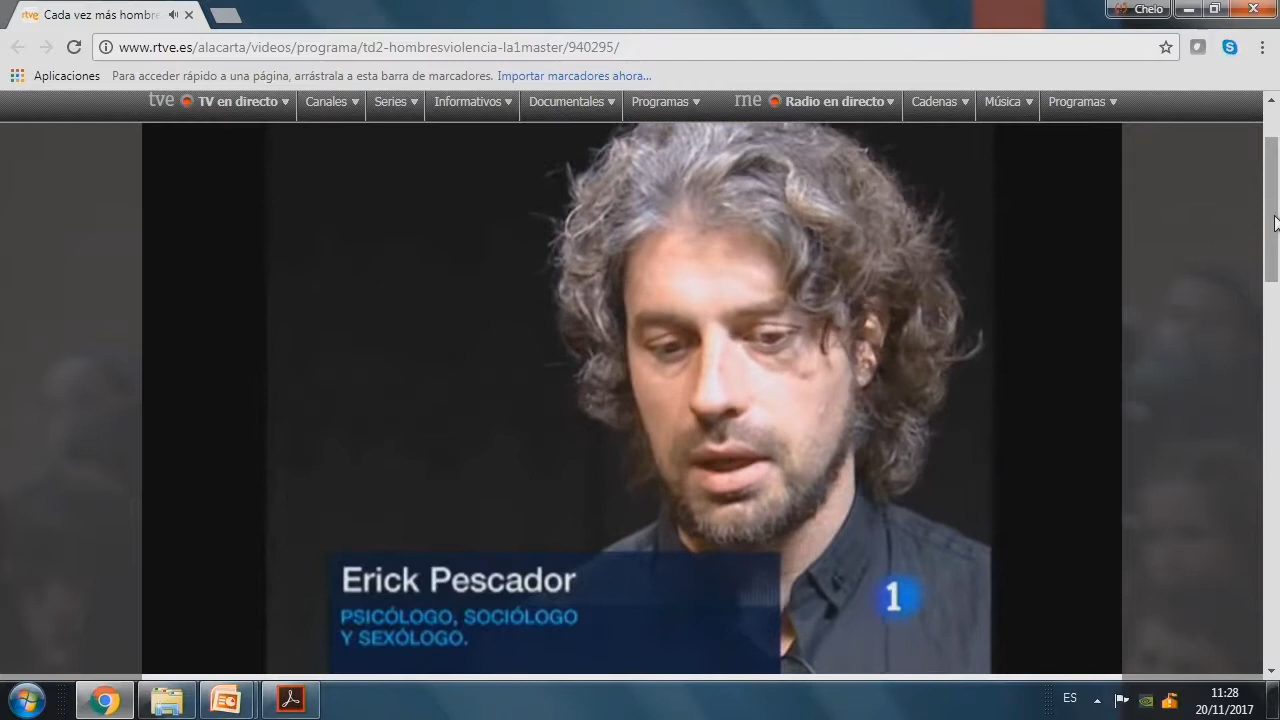 rtve Cada vez más hombre
Chelo
www.rtve.es/alacarta/videos/programa/td2-hombresviolencia-la1master/940295/
Aplicaciones Para acceder rápido a una página, arrástrala a esta barra de marcadores. Importar marcadores ahora...
tve TV en directo Canales Series Informativos Documentales Programas rne Radio en directo Cadenas Música Programas
Erick Pescador
PSICÓLOGO, SOCIÓLOGO
Y SEXÓLOGO.
1
ES
11:28
20/11/2017